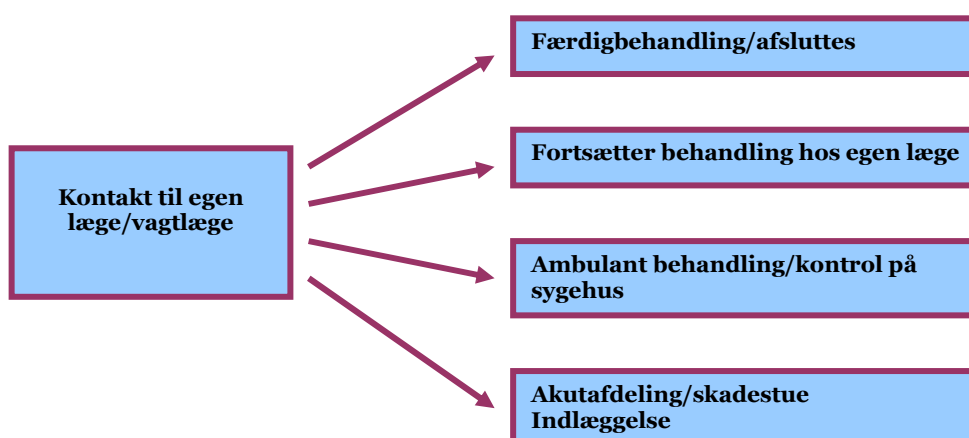 Færdigbehandling/afsluttes
Fortsætter behandling hos egen læge
Kontakt til egen
læge/vagtlæge
Ambulant behandling/kontrol på
sygehus
Akutafdeling/skadestue
Indlæggelse